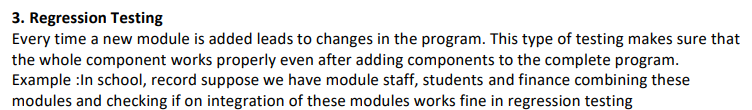 3. Regression Testing
Every time a new module is added leads to changes in the program. This type of testing makes sure that
the whole component works properly even after adding components to the complete program.
Example :In school, record suppose we have module staff, students and finance combining these
modules and checking if on integration of these modules works fine in regression testing